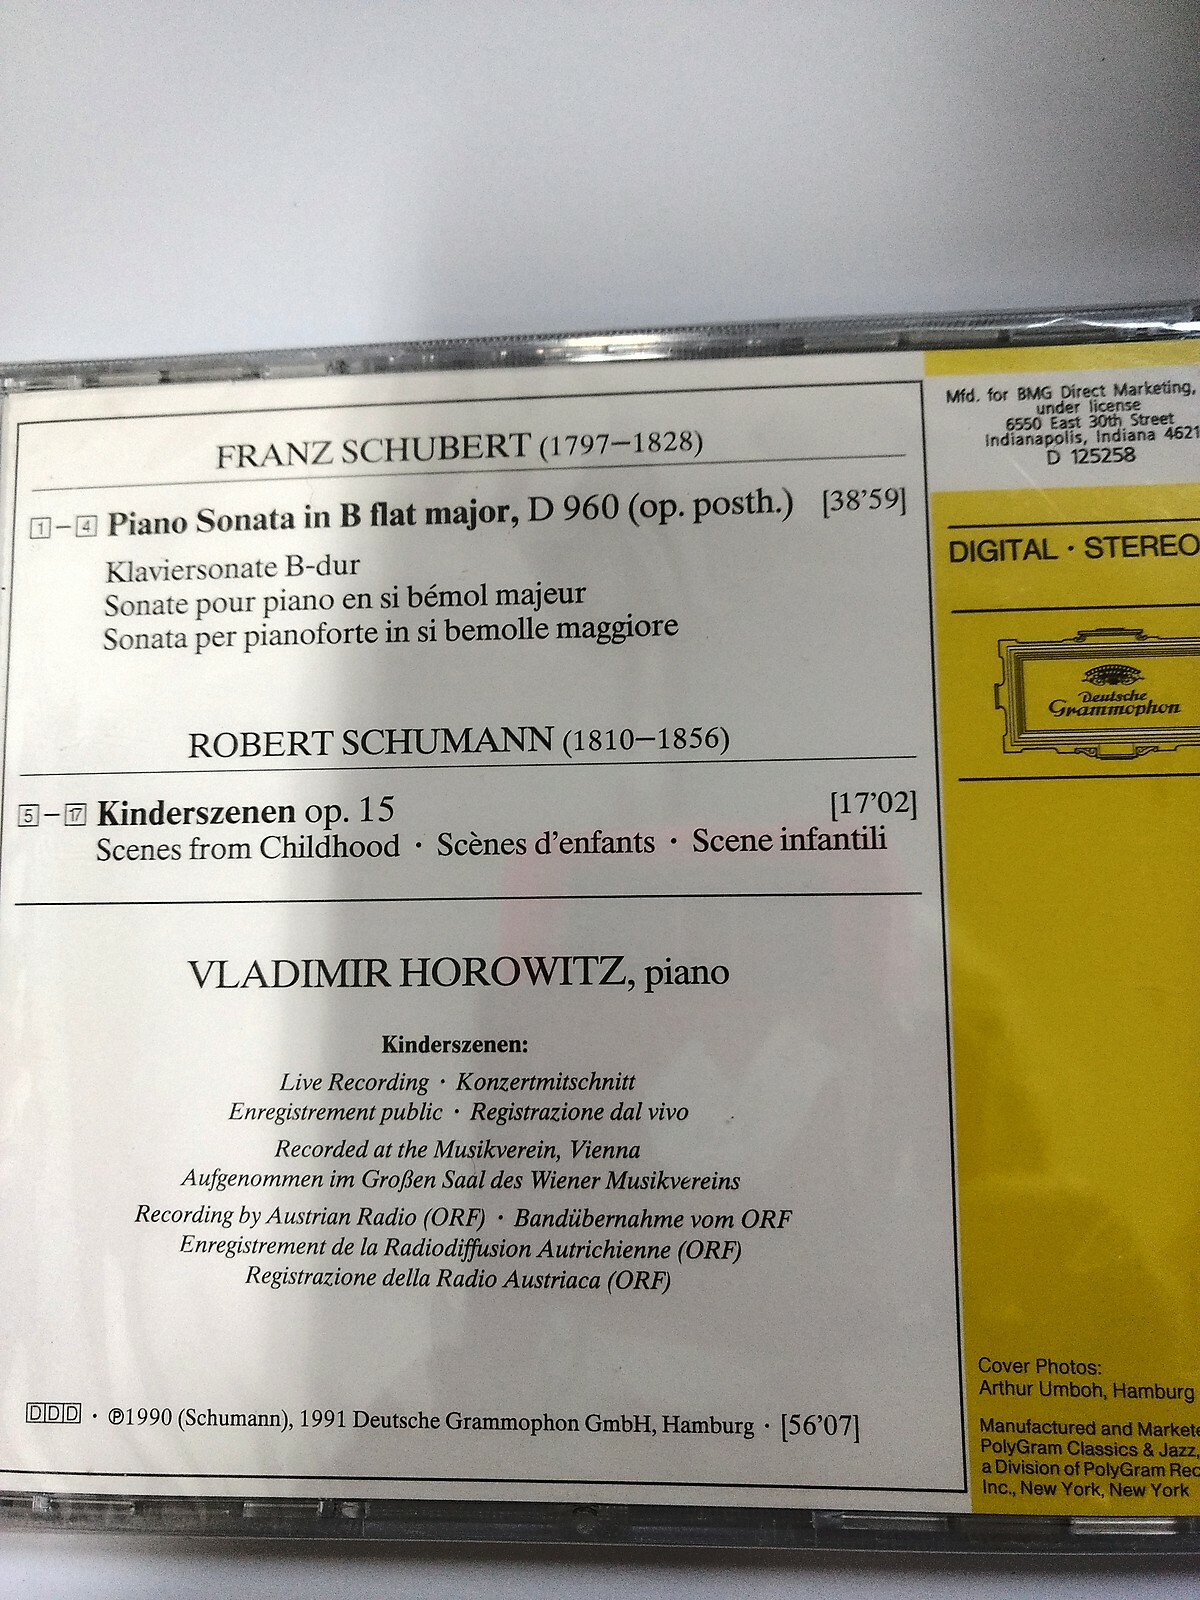 FRANZ SCHUBERT (1797–1828)
1–4 Piano Sonata in B flat major, D 960 (op. posth.) [38'59]
Klaviersonate B-dur
Sonate pour piano en si bémol majeur
Sonata per pianoforte in si bemolle maggiore
ROBERT SCHUMANN (1810–1856)
5–17 Kinderszenen op. 15 [17'02]
Scenes from Childhood · Scènes d'enfants · Scene infantili
VLADIMIR HOROWITZ, piano
Kinderszenen:
Live Recording · Konzertmitschnitt
Enregistrement public · Registrazione dal vivo
Recorded at the Musikverein, Vienna
Aufgenommen im Großen Saal des Wiener Musikvereins
Recording by Austrian Radio (ORF) · Bandübernahme vom ORF
Enregistrement de la Radiodiffusion Autrichienne (ORF)
Registrazione della Radio Austriaca (ORF)
DDD · ℗1990 (Schumann), 1991 Deutsche Grammophon GmbH, Hamburg · [56'07]
Mfd. for BMG Direct Marketing,
under license
6550 East 30th Street
Indianapolis, Indiana 4621
D 125258
DIGITAL · STEREO
Deutsche
Grammophon
Cover Photos:
Arthur Umboh, Hamburg
Manufactured and Markete
PolyGram Classics & Jazz,
a Division of PolyGram Rec
Inc., New York, New York